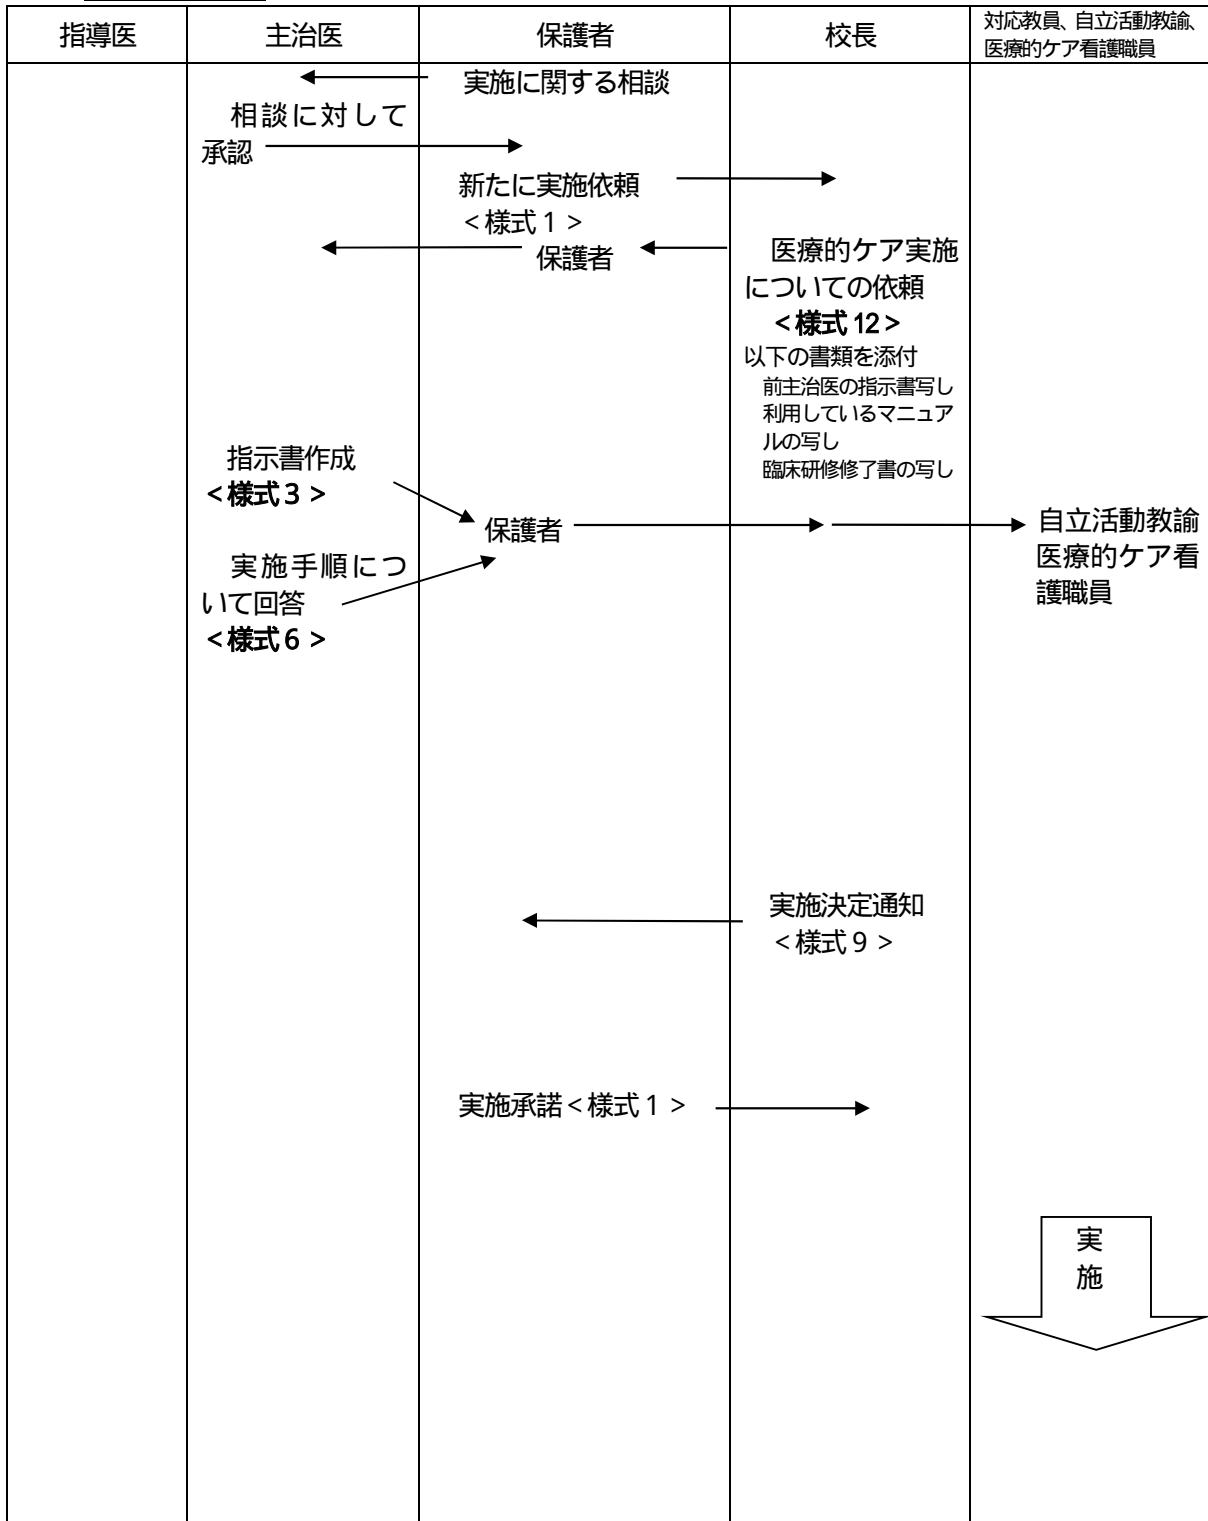 指導医
主治医
保護者
校長
対応教員、自立活動教諭、
医療的ケア看護職員
実施に関する相談
相談に対して
承認
新たに実施依頼
<様式1>
保護者
医療的ケア実施
についての依頼
<様式12>
以下の書類を添付
前主治医の指示書写し
利用しているマニュア
ルの写し
臨床研修修了書の写し
指示書作成
<様式3>
保護者
自立活動教諭
医療的ケア看
護職員
実施手順につ
いて回答
<様式6>
実施決定通知
<様式9>
実施承諾<様式1>
実
施